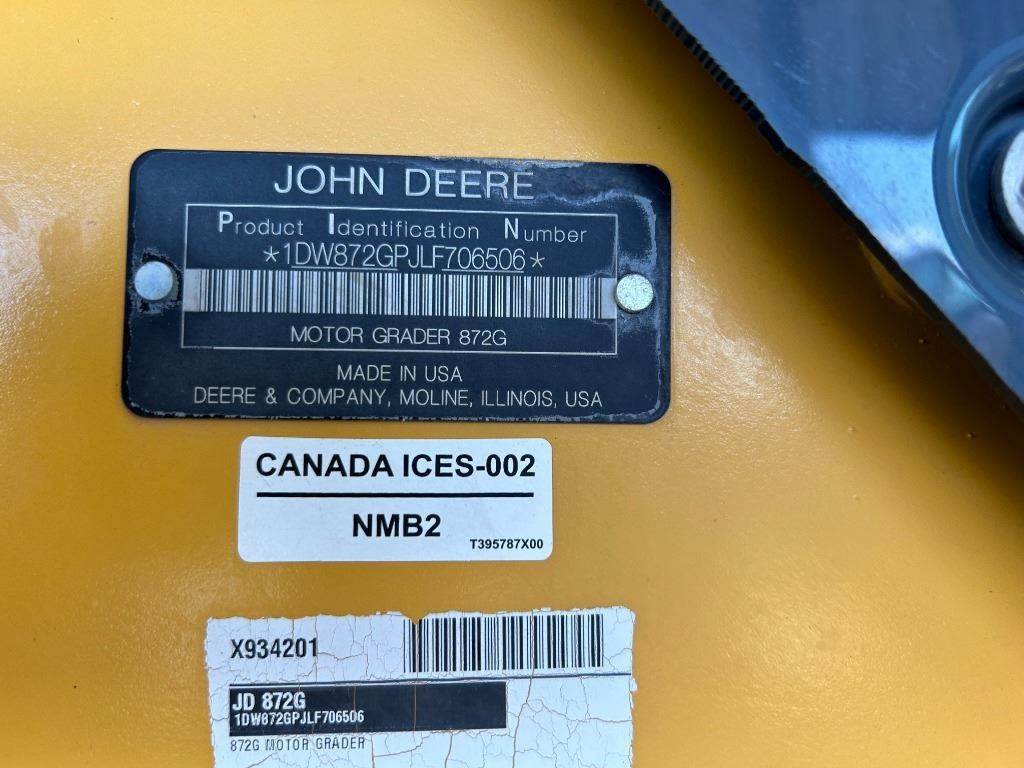 JOHN DEERE
Product Identification Number
*1DW872GPJLF706506*
MOTOR GRADER 872G
MADE IN USA
DEERE & COMPANY, MOLINE, ILLINOIS, USA
CANADA ICES-002
NMB2
T395787X00
X934201
JD 872G
1DW872GPJLF706506
872G MOTOR GRADER